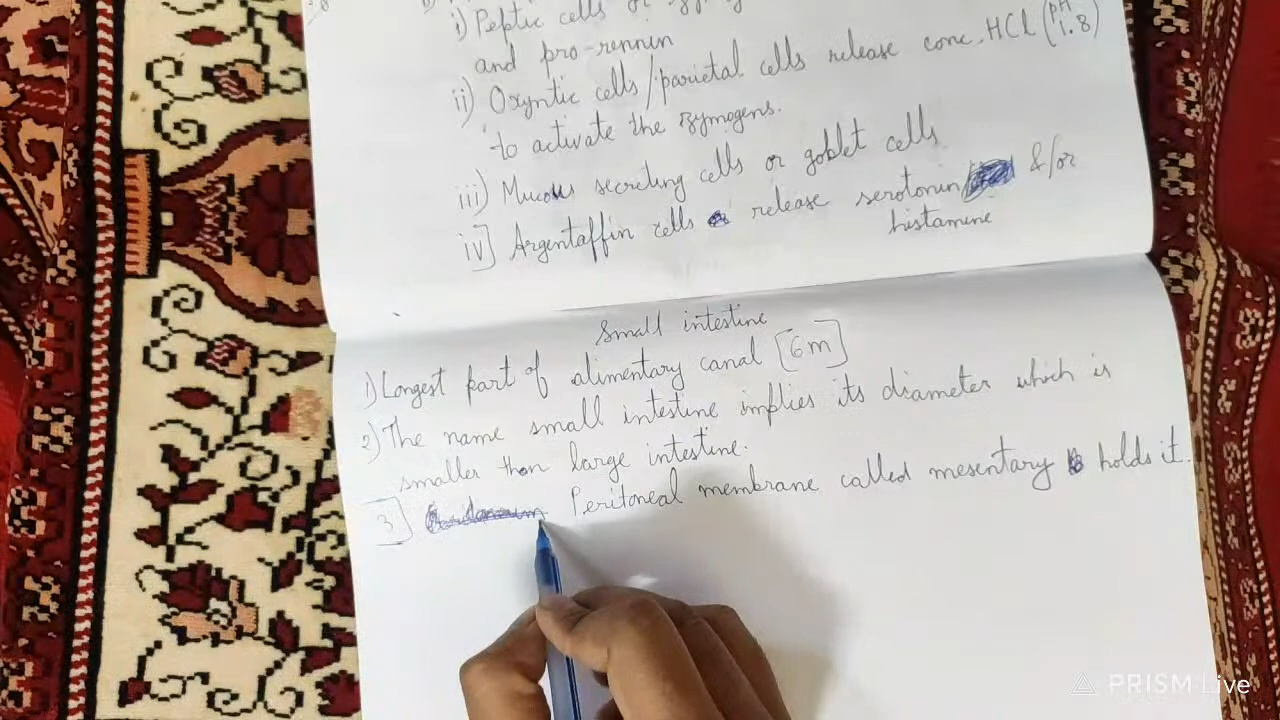 i) Peptic cells or
and pro-rennin
ii) Oxyntic cells/parietal cells release conc. HCl (pH 1.8)
to activate the zymogens.
iii) Mucous secreting cells or goblet cells
iv] Argentaffin cells release serotonin &/or
histamine
Small intestine
1) Longest part of alimentary canal [6m]
2) The name small intestine implies its diameter which is
smaller than large intestine.
3] Peritoneal membrane called mesentary holds it.
PRISM Live